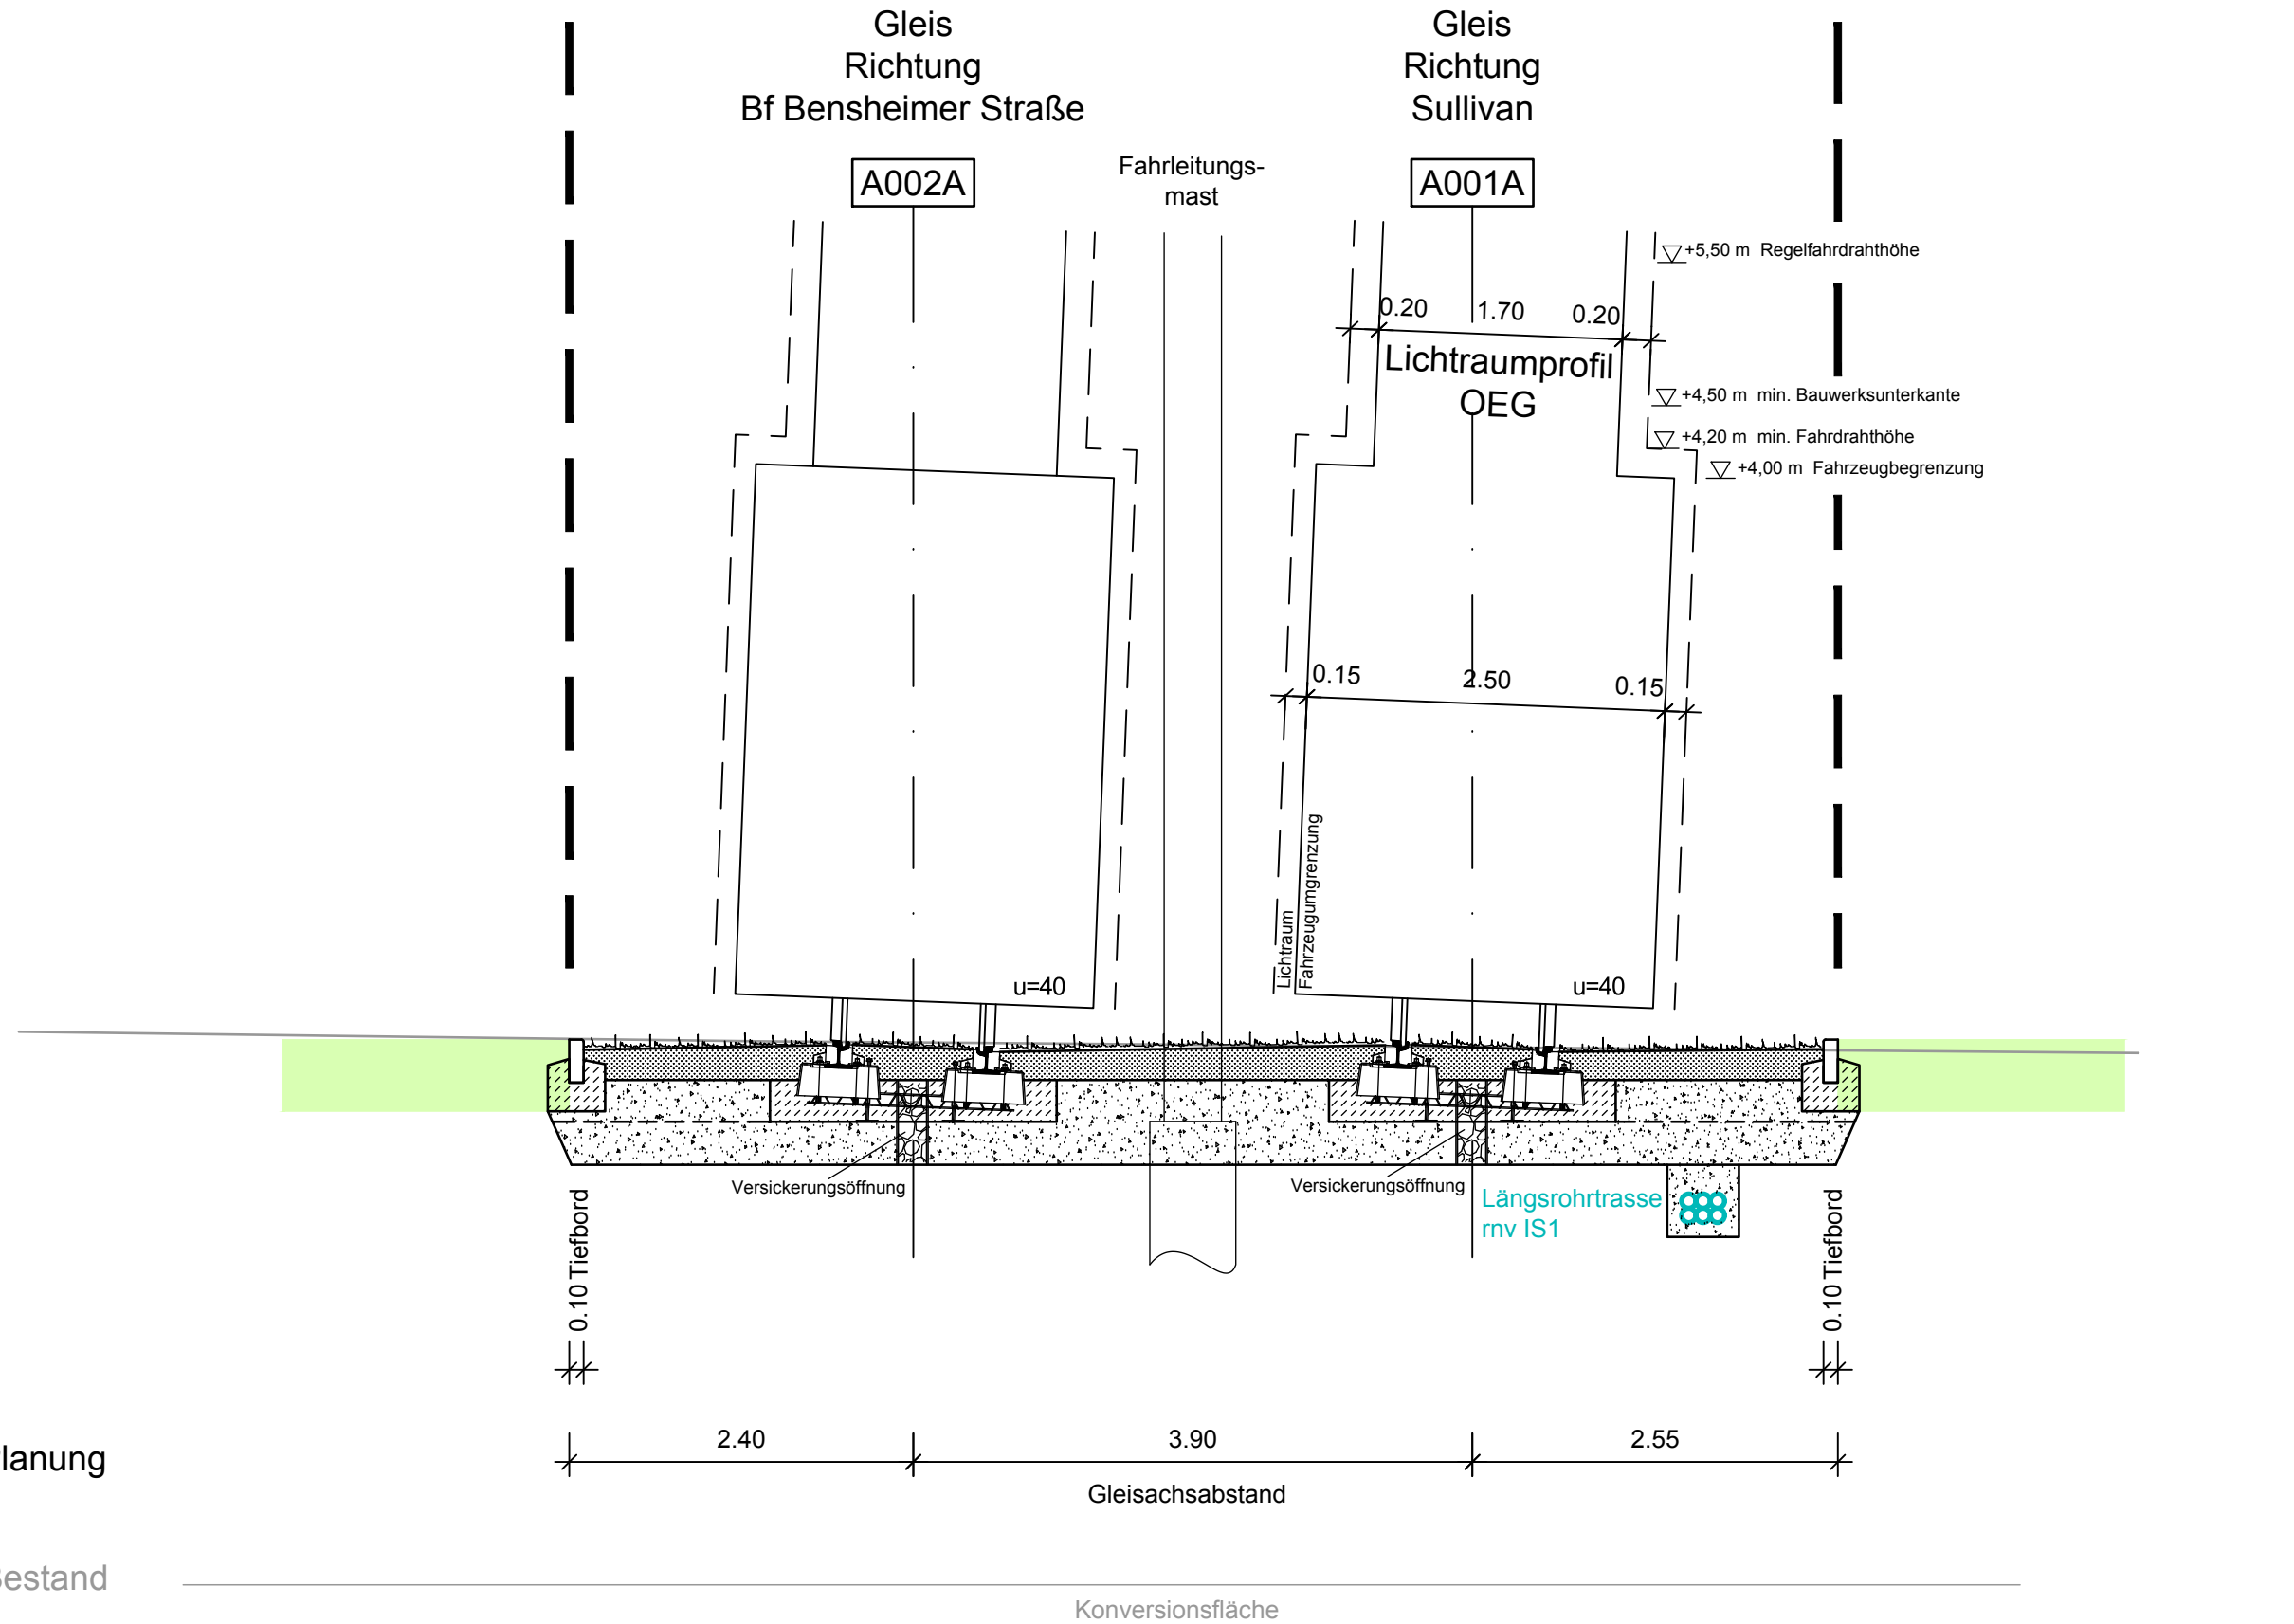 Gleis
Richtung
Bf Bensheimer Straße
A002A
Gleis
Richtung
Sullivan
A001A
Fahrleitungs-
mast
+5,50 m Regelfahrdrahthöhe
0.20 1.70 0.20
Lichtraumprofil
OEG
+4,50 m min. Bauwerksunterkante
+4,20 m min. Fahrdrahthöhe
+4,00 m Fahrzeugbegrenzung
0.15 2.50 0.15
Lichtraum
Fahrzeugumgrenzung
u=40
u=40
Versickerungsöffnung
Versickerungsöffnung
Längsrohrtrasse
rnv IS1
0.10 Tiefbord
0.10 Tiefbord
2.40 3.90 2.55
lanung
Gleisachsabstand
estand
Konversionsfläche